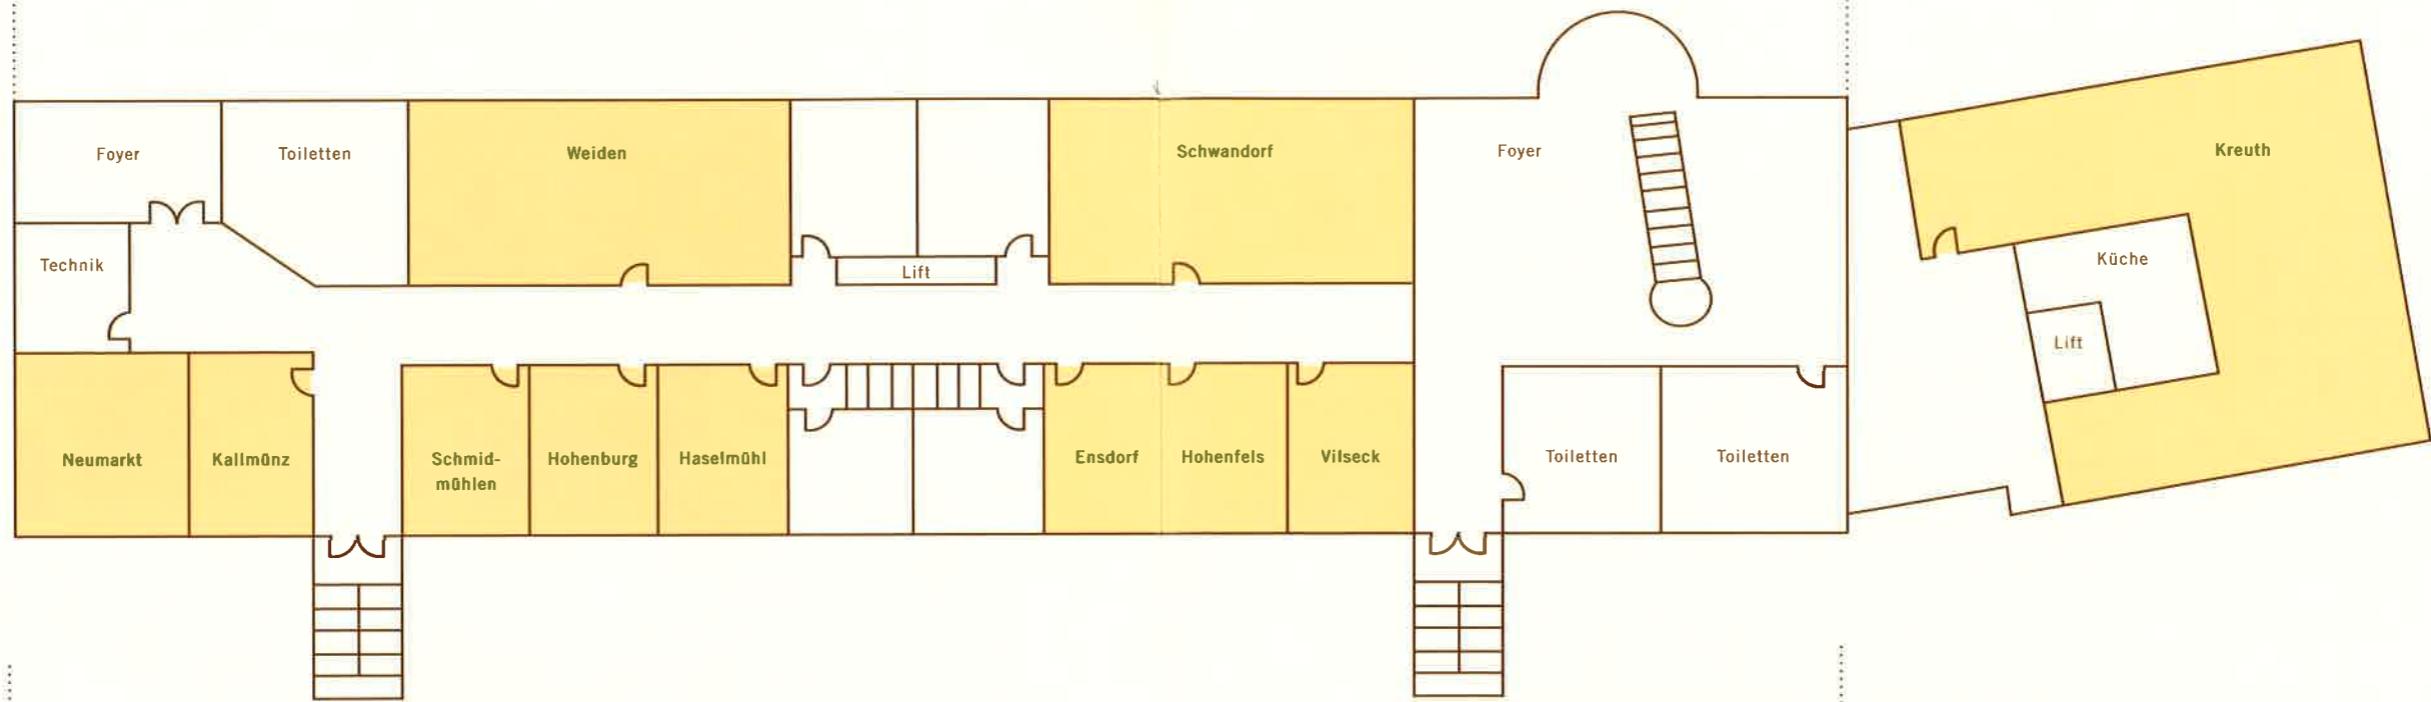 Foyer
Toiletten
Weiden
Schwandorf
Foyer
Kreuth
Technik
Lift
Küche
Lift
Neumarkt
Kallmünz
Schmid-
mühlen
Hohenburg
Haselmühl
Ensdorf
Hohenfels
Vilseck
Toiletten
Toiletten